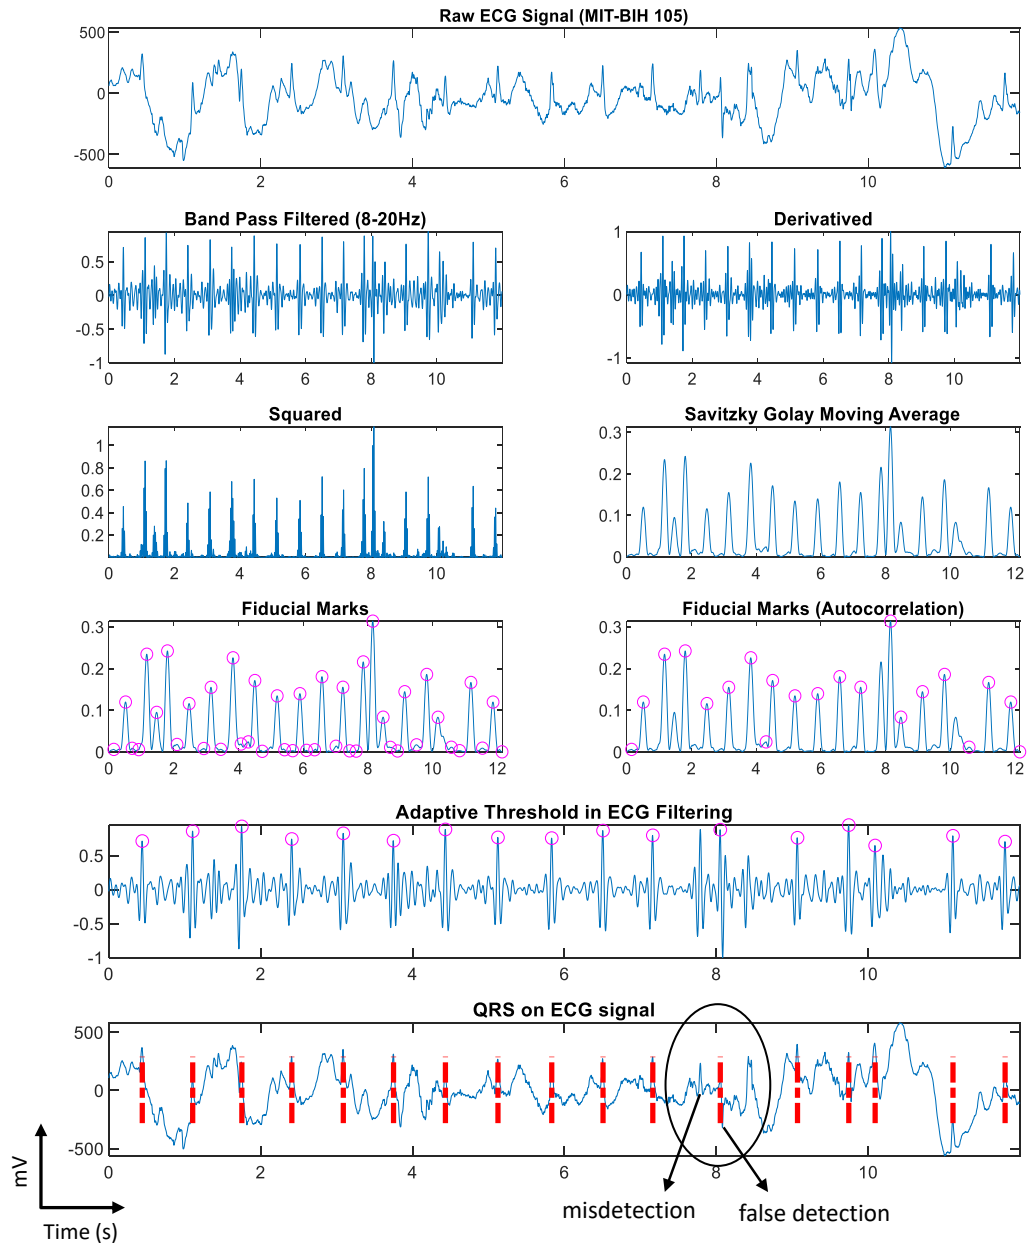 Raw ECG Signal (MIT-BIH 105)
500
0
-500
0 2 4 6 8 10
Band Pass Filtered (8-20Hz)
0.5
0
-0.5
-1
0 2 4 6 8 10
Derivatived
1
0
-1
0 2 4 6 8 10
Squared
1
0.8
0.6
0.4
0.2
0 2 4 6 8 10
Savitzky Golay Moving Average
0.3
0.2
0.1
0
0 2 4 6 8 10 12
Fiducial Marks
0.3
0.2
0.1
0
0 2 4 6 8 10 12
Fiducial Marks (Autocorrelation)
0.3
0.2
0.1
0
0 2 4 6 8 10 12
Adaptive Threshold in ECG Filtering
0.5
0
-0.5
-1
0 2 4 6 8 10
QRS on ECG signal
500
0
-500
0 2 4 6 8 10
mV
Time (s)
misdetection
false detection